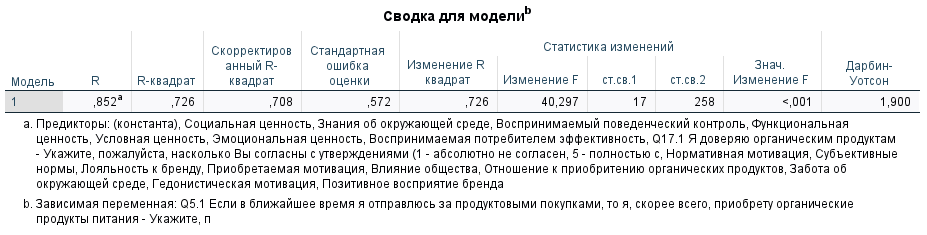 Сводка для модели^b
Статистика изменений
Модель R R-квадрат Скорректиров анный R-квадрат Стандартная ошибка оценки Изменение R квадрат Изменение F ст.св.1 ст.св.2 Знач. Изменение F Дарбин-Уотсон
1 ,852^a ,726 ,708 ,572 ,726 40,297 17 258 <,001 1,900
a. Предикторы: (константа), Социальная ценность, Знания об окружающей среде, Воспринимаемый поведенческий контроль, Функциональная
ценность, Условная ценность, Эмоциональная ценность, Воспринимаемая потребителем эффективность, Q17.1 Я доверяю органическим продуктам
- Укажите, пожалуйста, насколько Вы согласны с утверждениями (1 - абсолютно не согласен, 5 - полностью с, Нормативная мотивация, Субъективные
нормы, Лояльность к бренду, Приобретаемая мотивация, Влияние общества, Отношение к приобритению органических продуктов, Забота об
окружающей среде, Гедонистическая мотивация, Позитивное восприятие бренда
b. Зависимая переменная: Q5.1 Если в ближайшее время я отправлюсь за продуктовыми покупками, то я, скорее всего, приобрету органические
продукты питания - Укажите, п